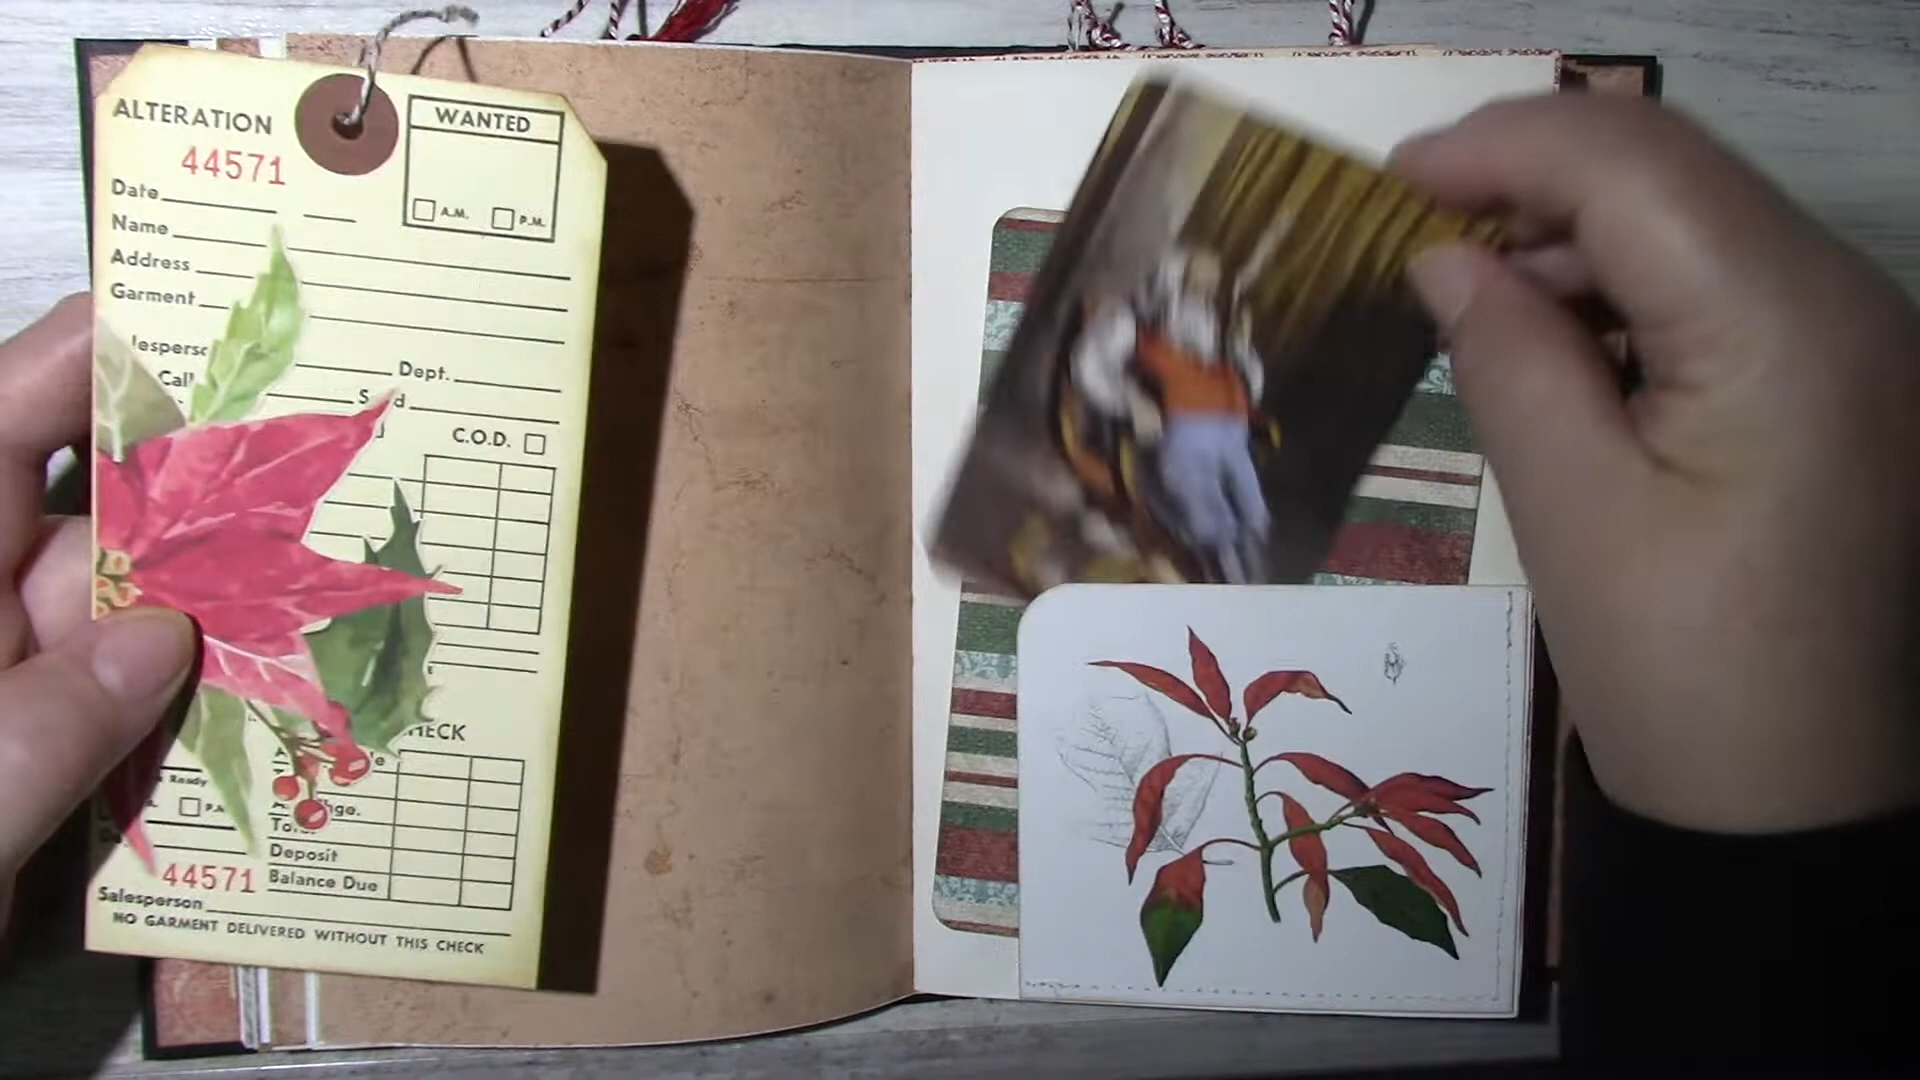 ALTERATION
WANTED
44571
A.M. P.M.
Date
Name
Address
Garment
Dept.
C.O.D.
Ready
Deposit
Balance Due
44571
Salesperson
NO GARMENT DELIVERED WITHOUT THIS CHECK